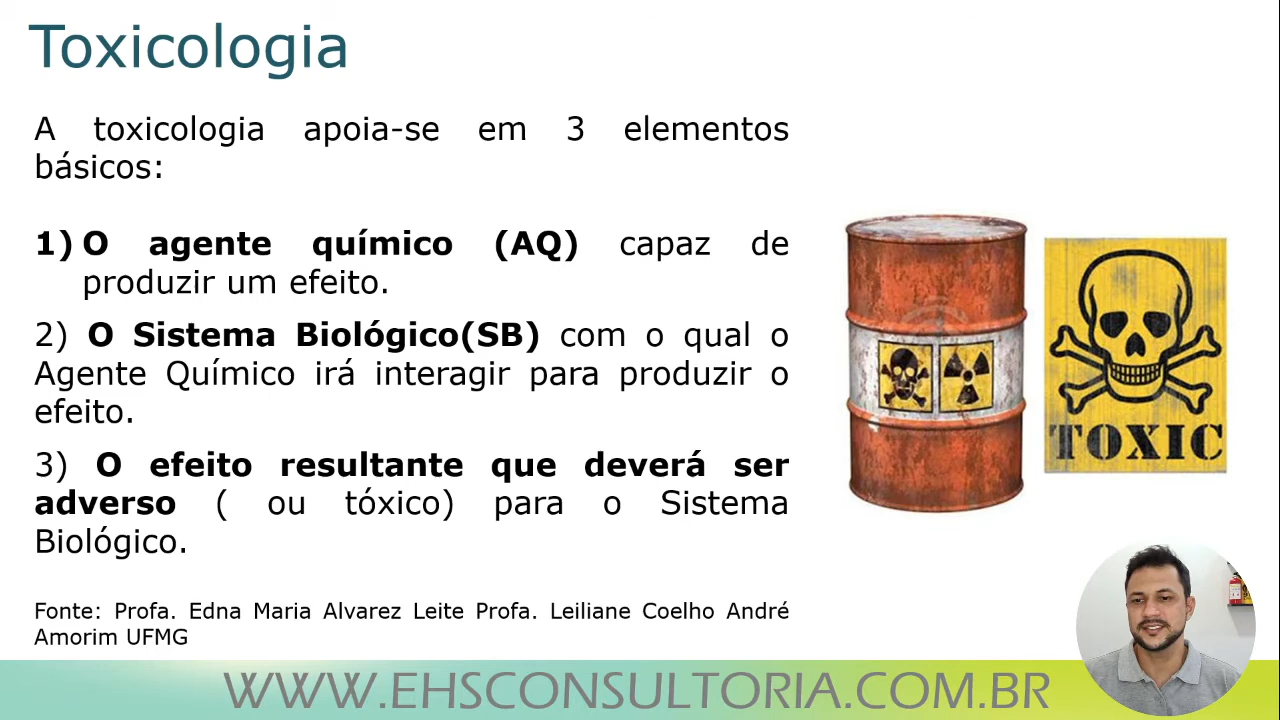 Toxicologia
A toxicologia apoia-se em 3 elementos
básicos:
1) O agente químico (AQ) capaz de
produzir um efeito.
2) O Sistema Biológico(SB) com o qual o
Agente Químico irá interagir para produzir o
efeito.
3) O efeito resultante que deverá ser
adverso ( ou tóxico) para o Sistema
Biológico.
TOXIC
Fonte: Profa. Edna Maria Alvarez Leite Profa. Leiliane Coelho André
Amorim UFMG
WWW.EHSCONSULTORIA.COM.BR